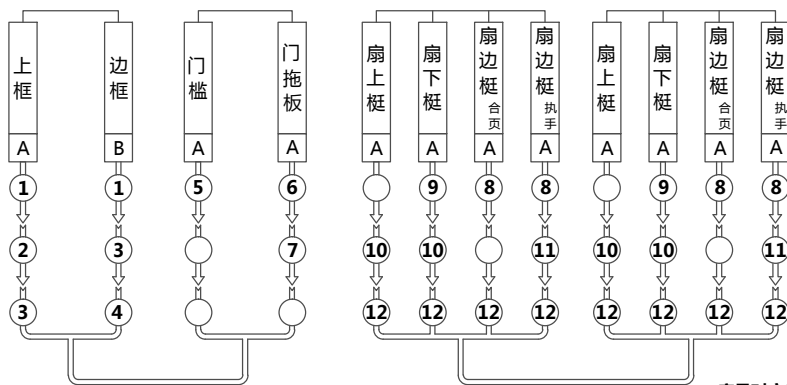 上框
边框
门槛
门拖板
扇上梃
扇下梃
扇边梃合页
扇边梃执手
扇上梃
扇下梃
扇边梃合页
扇边梃执手
A B A A A A A A A A A A
1 1 5 6 9 8 8 9 8 8
2 3 7 10 10 11 10 10 11
3 4 12 12 12 12 12 12 12 12